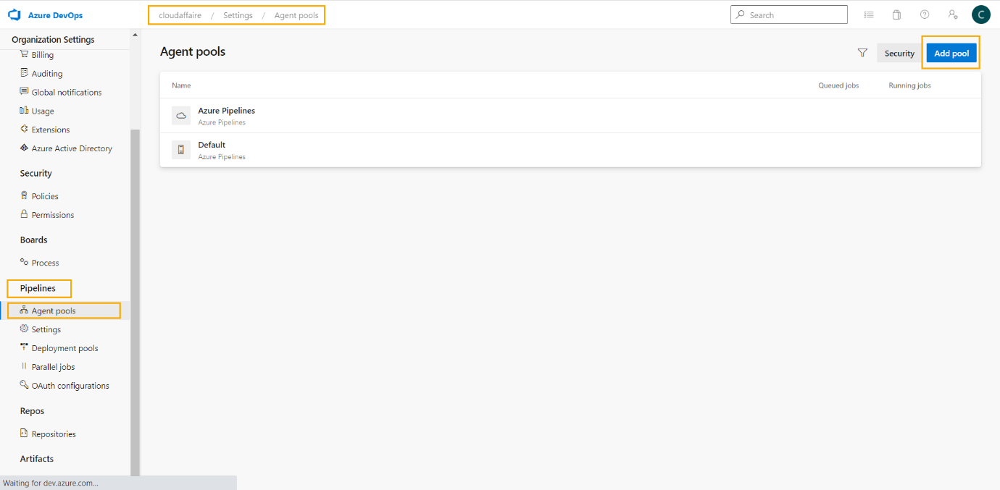 Azure DevOps
cloudaffaire / Settings / Agent pools
Search
C
Organization Settings
Billing
Auditing
Global notifications
Usage
Extensions
Azure Active Directory
Security
Policies
Permissions
Boards
Process
Pipelines
Agent pools
Settings
Deployment pools
Parallel jobs
OAuth configurations
Repos
Repositories
Artifacts
Waiting for dev.azure.com...
Agent pools
Security
Add pool
Name Queued jobs Running jobs
Azure Pipelines
Azure Pipelines
Default
Azure Pipelines